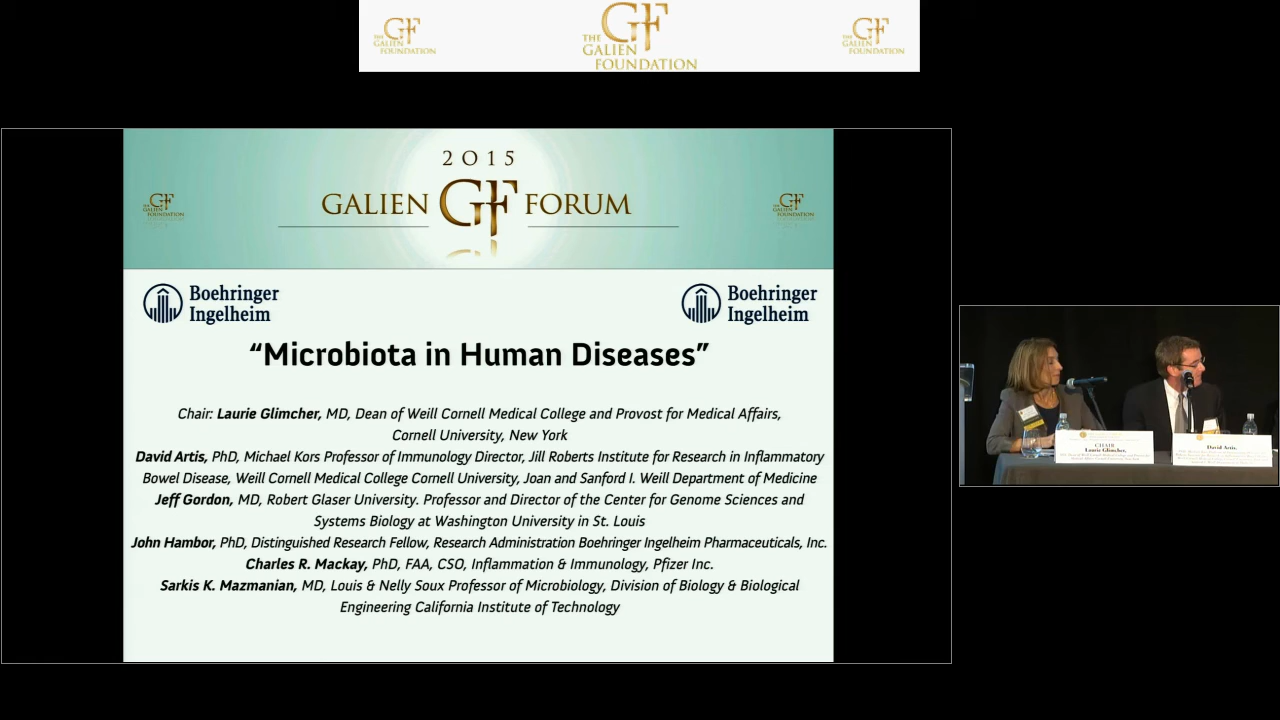 THE GALIEN FOUNDATION
THE GALIEN FOUNDATION
THE GALIEN FOUNDATION
2015
GALIEN GF FORUM
THE GALIEN FOUNDATION
THE GALIEN FOUNDATION
Boehringer Ingelheim
Boehringer Ingelheim
“Microbiota in Human Diseases”
Chair: Laurie Glimcher, MD, Dean of Weill Cornell Medical College and Provost for Medical Affairs,
Cornell University, New York
David Artis, PhD, Michael Kors Professor of Immunology Director, Jill Roberts Institute for Research in Inflammatory
Bowel Disease, Weill Cornell Medical College Cornell University, Joan and Sanford I. Weill Department of Medicine
Jeff Gordon, MD, Robert Glaser University. Professor and Director of the Center for Genome Sciences and
Systems Biology at Washington University in St. Louis
John Hambor, PhD, Distinguished Research Fellow, Research Administration Boehringer Ingelheim Pharmaceuticals, Inc.
Charles R. Mackay, PhD, FAA, CSO, Inflammation & Immunology, Pfizer Inc.
Sarkis K. Mazmanian, MD, Louis & Nelly Soux Professor of Microbiology, Division of Biology & Biological
Engineering California Institute of Technology
CHAIR
Laurie Glimcher,
David Artis,